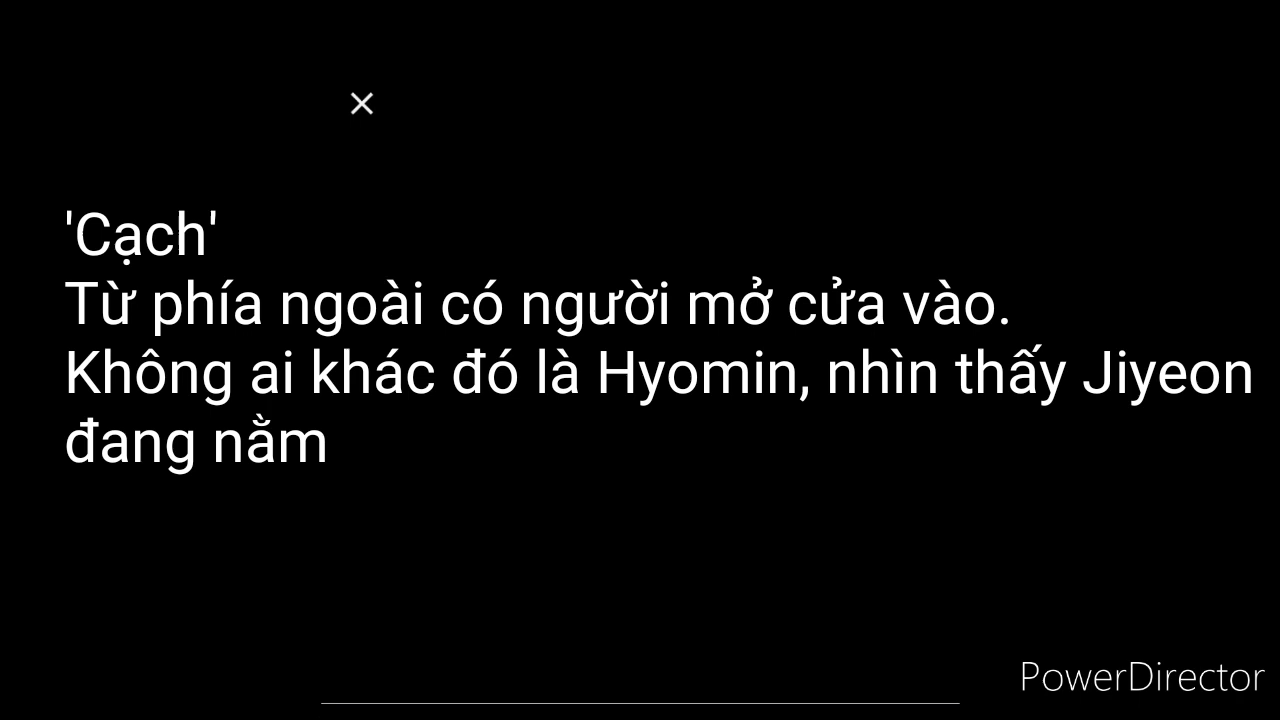 'Cạch'
Từ phía ngoài có người mở cửa vào.
Không ai khác đó là Hyomin, nhìn thấy Jiyeon
đang nằm
PowerDirector